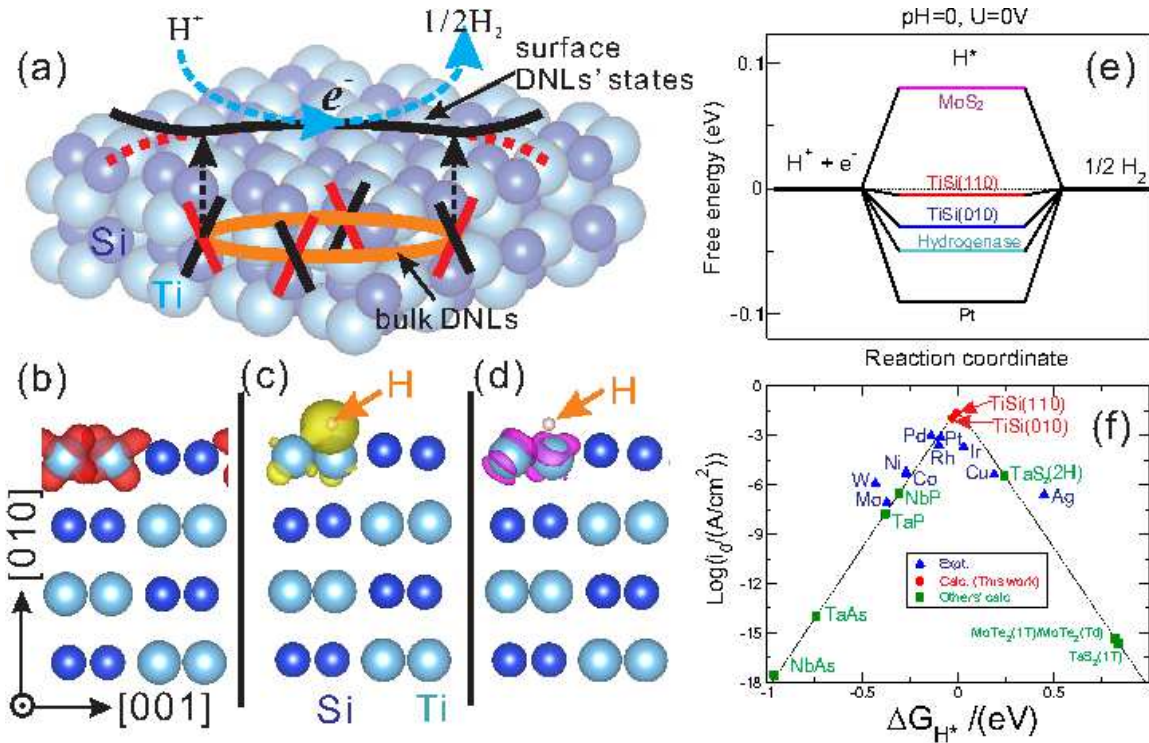 (a)
H⁺
1/2H₂
surface
DNLs' states
e⁻
Si
Ti
bulk DNLs
(b)
(c)
H
(d)
H
[010]
[001]
Si
Ti
pH=0, U=0V
(e)
H*
MoS₂
H⁺ + e⁻
1/2 H₂
TiSi(110)
TiSi(010)
Hydrogenase
Pt
Free energy (eV)
0.1
0
-0.1
Reaction coordinate
(f)
TiSi(110)
TiSi(010)
Pd
Pt
Rh
Ir
Ni
Co
W
Mo
Cu
Ag
TaS₂(2H)
NbP
TaP
TaAs
NbAs
Expt.
Calc. (This work)
Others' calc
MoTe₂(1T)/MoTe₂(Td)
TaS₂(1T)
Log(i₀/(A/cm²))
0
-3
-6
-9
-12
-15
-18
-1
-0.5
0
0.5
ΔG_H* /(eV)